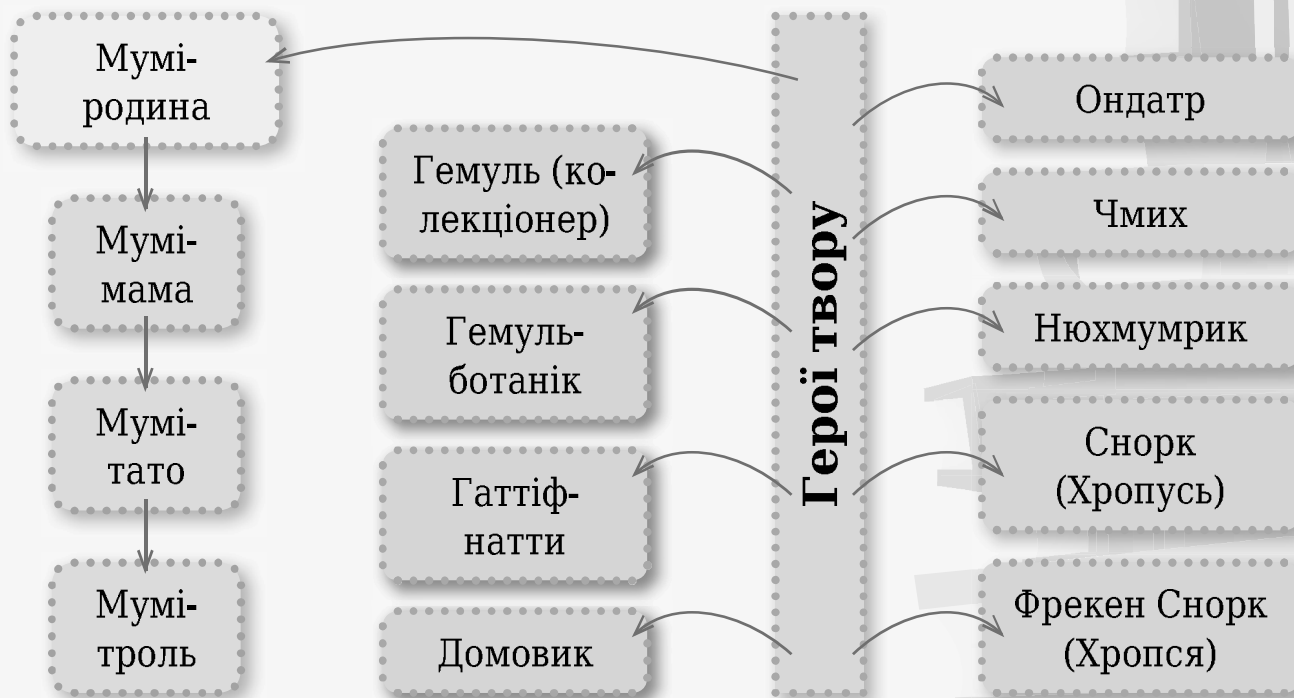 Мумі-
родина
Мумі-
мама
Мумі-
тато
Мумі-
троль
Гемуль (ко-
лекціонер)
Гемуль-
ботанік
Гаттіф-
натти
Домовик
Герої твору
Ондатр
Чмих
Нюхмумрик
Снорк
(Хропусь)
Фрекен Снорк
(Хропся)